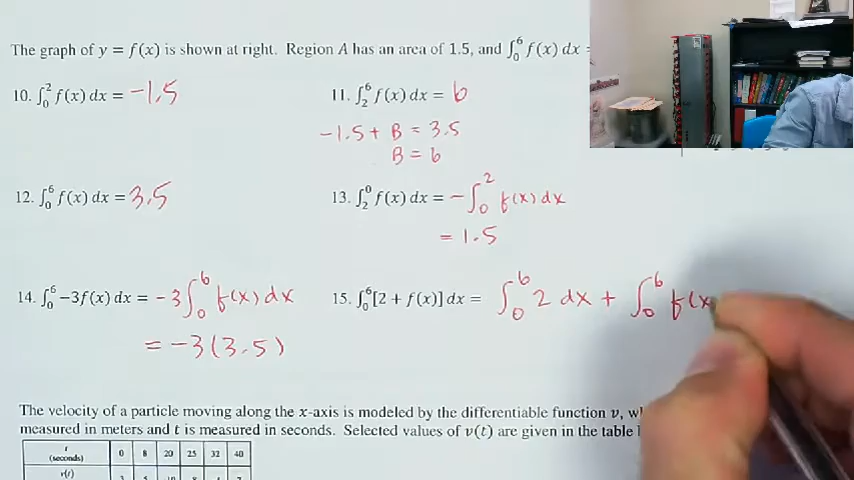 The graph of y = f(x) is shown at right. Region A has an area of 1.5, and ∫₀⁶ f(x) dx =
10. ∫₀² f(x) dx = -1.5
11. ∫₂⁶ f(x) dx = 6
-1.5 + B = 3.5
B = 6
12. ∫₀⁶ f(x) dx = 3.5
13. ∫₂⁰ f(x) dx = -∫₀² f(x) dx
= 1.5
14. ∫₀⁶ -3f(x) dx = -3∫₀⁶ f(x) dx
= -3(3.5)
15. ∫₀⁶[2 + f(x)] dx = ∫₀⁶ 2 dx + ∫₀⁶ f(x
The velocity of a particle moving along the x-axis is modeled by the differentiable function v,
measured in meters and t is measured in seconds. Selected values of v(t) are given in the table
t (seconds) 0 8 20 25 32 40
v(t) 3 5